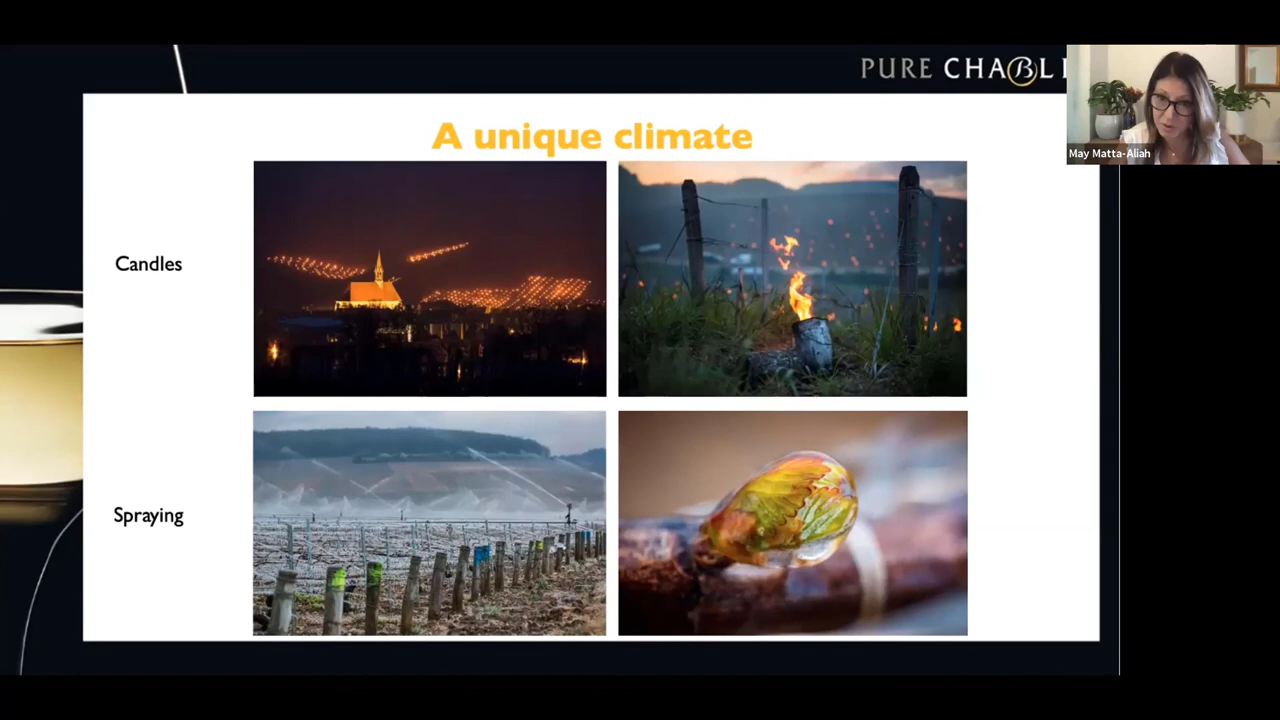 PURE CHABLI
May Matta-Aliah
A unique climate
Candles
Spraying